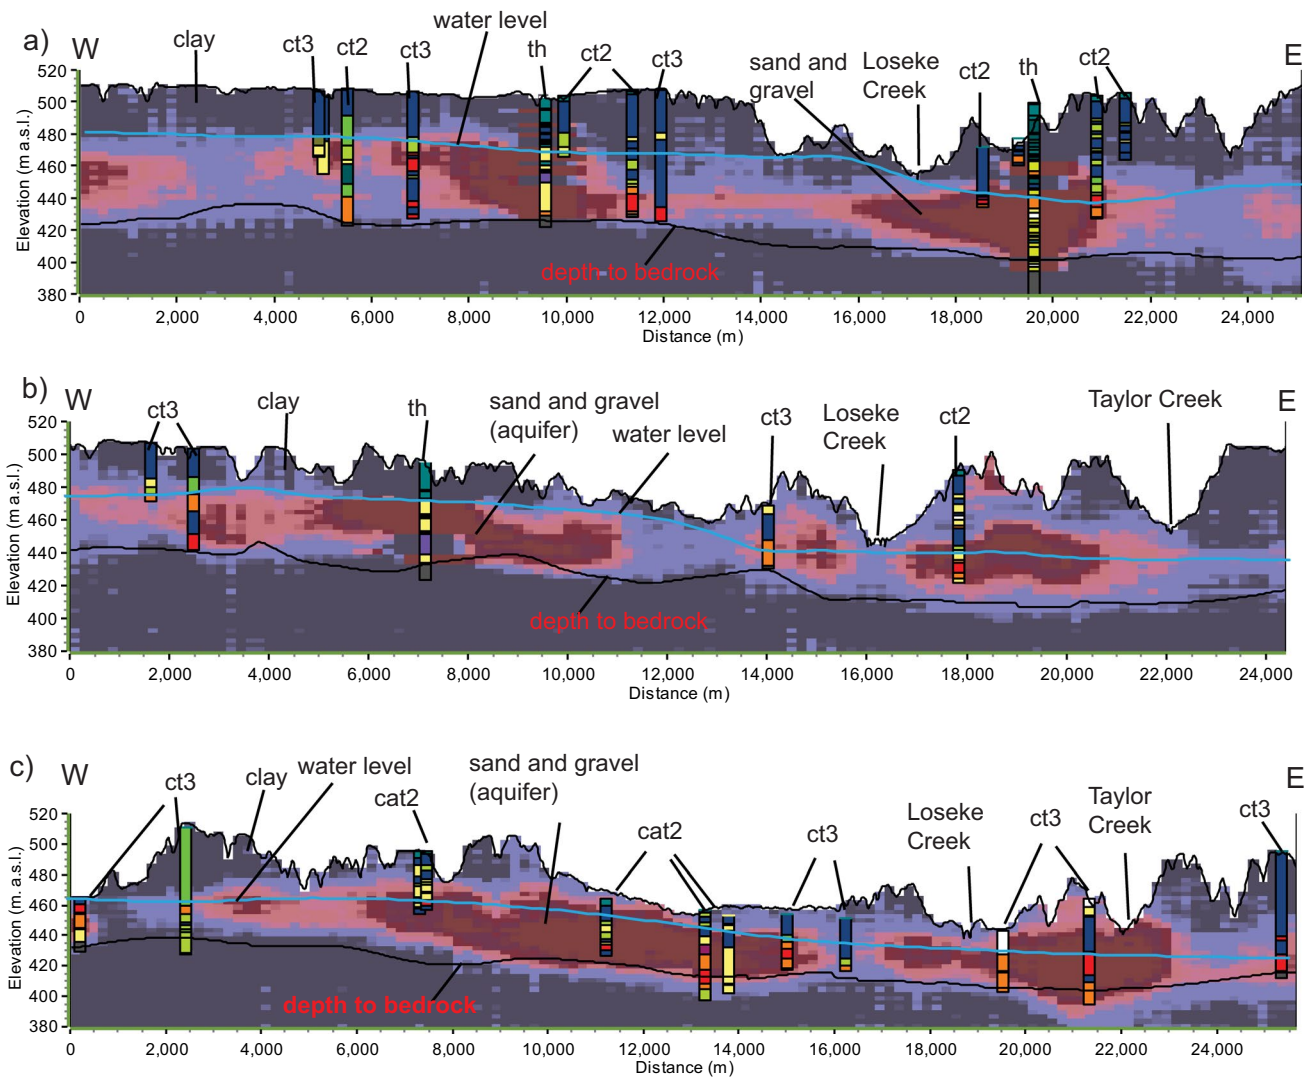 a) W
clay
ct3
ct2
ct3
water level
th
ct2
ct3
sand and
gravel
Loseke
Creek
ct2
th
ct2
E
520
500
480
460
440
420
400
380
Elevation (m a.s.l.)
depth to bedrock
0 2,000 4,000 6,000 8,000 10,000 12,000 14,000 16,000 18,000 20,000 22,000 24,000
Distance (m)
b) W
ct3
clay
th
sand and gravel
(aquifer)
water level
ct3
Loseke
Creek
ct2
Taylor Creek
E
520
500
480
460
440
420
400
380
Elevation (m a.s.l.)
depth to bedrock
0 2,000 4,000 6,000 8,000 10,000 12,000 14,000 16,000 18,000 20,000 22,000 24,000
Distance (m)
c) W
ct3
clay
water level
cat2
sand and gravel
(aquifer)
cat2
ct3
Loseke
Creek
ct3
Taylor
Creek
ct3
E
520
500
480
460
440
420
400
380
Elevation (m. a.s.l.)
depth to bedrock
0 2,000 4,000 6,000 8,000 10,000 12,000 14,000 16,000 18,000 20,000 22,000 24,000
Distance (m)